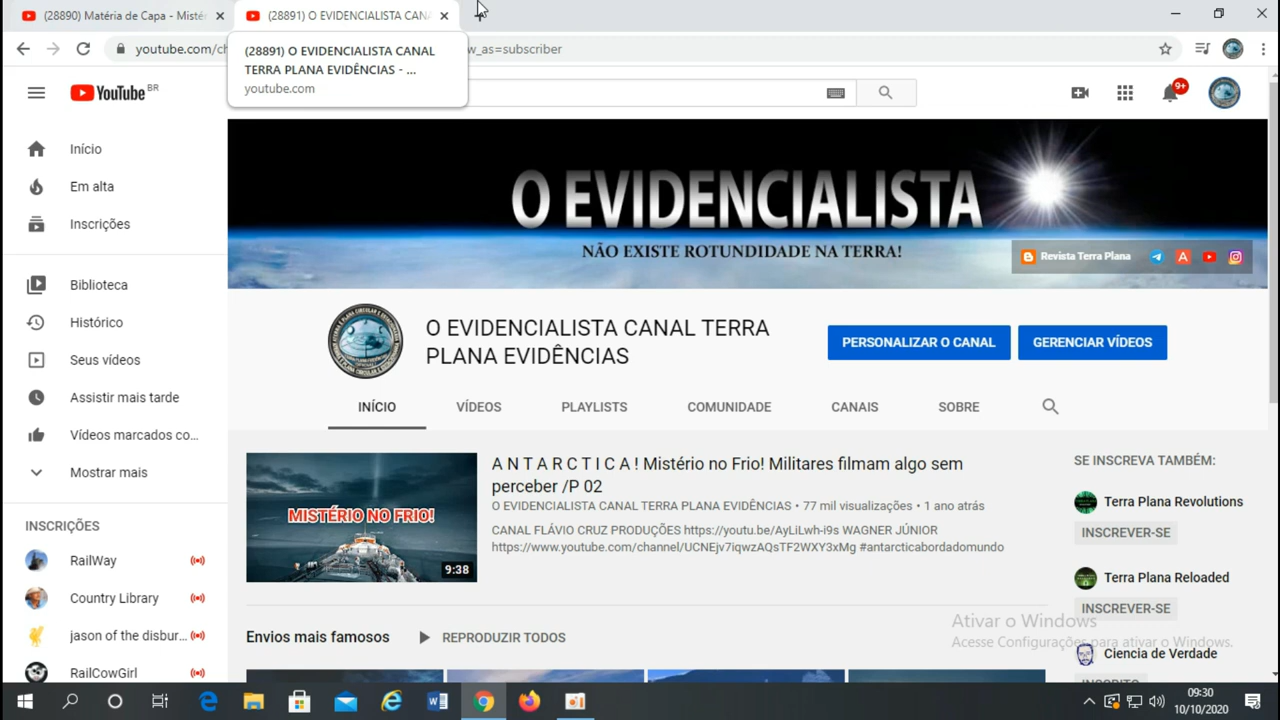 (28890) Matéria de Capa - Misté
(28891) O EVIDENCIALISTA CANA
youtube.com/ch
w_as=subscriber
(28891) O EVIDENCIALISTA CANAL
TERRA PLANA EVIDÊNCIAS - ...
youtube.com
YouTube BR
9+
Início
Em alta
Inscrições
Biblioteca
Histórico
Seus vídeos
Assistir mais tarde
Vídeos marcados co...
Mostrar mais
INSCRIÇÕES
RailWay
Country Library
jason of the disbur...
RailCowGirl
O EVIDENCIALISTA
NÃO EXISTE ROTUNDIDADE NA TERRA!
Revista Terra Plana
O EVIDENCIALISTA CANAL TERRA
PLANA EVIDÊNCIAS
PERSONALIZAR O CANAL
GERENCIAR VÍDEOS
INÍCIO VÍDEOS PLAYLISTS COMUNIDADE CANAIS SOBRE
MISTÉRIO NO FRIO!
9:38
A N T A R C T I C A ! Mistério no Frio! Militares filmam algo sem
perceber /P 02
O EVIDENCIALISTA CANAL TERRA PLANA EVIDÊNCIAS • 77 mil visualizações • 1 ano atrás
CANAL FLÁVIO CRUZ PRODUÇÕES https://youtu.be/AyLiLwh-i9s WAGNER JÚNIOR
https://www.youtube.com/channel/UCNEjv7iqwzAQsTF2WXY3xMg #antarcticabordadomundo
Envios mais famosos
REPRODUZIR TODOS
SE INSCREVA TAMBÉM:
Terra Plana Revolutions
INSCREVER-SE
Terra Plana Reloaded
INSCREVER-SE
Ciencia de Verdade
Ativar o Windows
Acesse Configurações para ativar o Windows.
09:30
10/10/2020